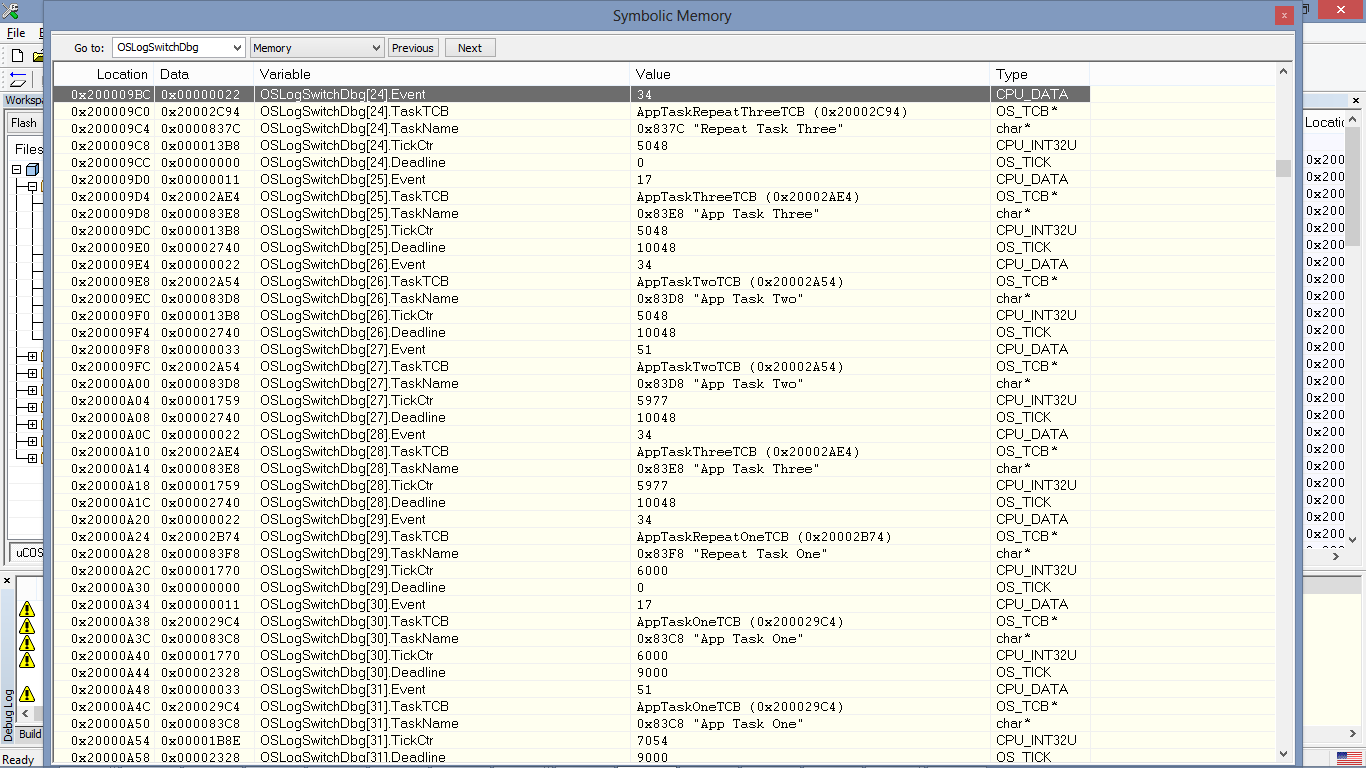 Symbolic Memory
File
Go to: OSLogSwitchDbg Memory Previous Next
Location Data Variable Value Type
0x200009BC 0x00000022 OSLogSwitchDbg[24].Event 34 CPU_DATA
0x200009C0 0x20002C94 OSLogSwitchDbg[24].TaskTCB AppTaskRepeatThreeTCB (0x20002C94) OS_TCB*
0x200009C4 0x0000837C OSLogSwitchDbg[24].TaskName 0x837C "Repeat Task Three" char*
0x200009C8 0x000013B8 OSLogSwitchDbg[24].TickCtr 5048 CPU_INT32U
0x200009CC 0x00000000 OSLogSwitchDbg[24].Deadline 0 OS_TICK
0x200009D0 0x00000011 OSLogSwitchDbg[25].Event 17 CPU_DATA
0x200009D4 0x20002AE4 OSLogSwitchDbg[25].TaskTCB AppTaskThreeTCB (0x20002AE4) OS_TCB*
0x200009D8 0x000083E8 OSLogSwitchDbg[25].TaskName 0x83E8 "App Task Three" char*
0x200009DC 0x000013B8 OSLogSwitchDbg[25].TickCtr 5048 CPU_INT32U
0x200009E0 0x00002740 OSLogSwitchDbg[25].Deadline 10048 OS_TICK
0x200009E4 0x00000022 OSLogSwitchDbg[26].Event 34 CPU_DATA
0x200009E8 0x20002A54 OSLogSwitchDbg[26].TaskTCB AppTaskTwoTCB (0x20002A54) OS_TCB*
0x200009EC 0x000083D8 OSLogSwitchDbg[26].TaskName 0x83D8 "App Task Two" char*
0x200009F0 0x000013B8 OSLogSwitchDbg[26].TickCtr 5048 CPU_INT32U
0x200009F4 0x00002740 OSLogSwitchDbg[26].Deadline 10048 OS_TICK
0x200009F8 0x00000033 OSLogSwitchDbg[27].Event 51 CPU_DATA
0x200009FC 0x20002A54 OSLogSwitchDbg[27].TaskTCB AppTaskTwoTCB (0x20002A54) OS_TCB*
0x20000A00 0x000083D8 OSLogSwitchDbg[27].TaskName 0x83D8 "App Task Two" char*
0x20000A04 0x00001759 OSLogSwitchDbg[27].TickCtr 5977 CPU_INT32U
0x20000A08 0x00002740 OSLogSwitchDbg[27].Deadline 10048 OS_TICK
0x20000A0C 0x00000022 OSLogSwitchDbg[28].Event 34 CPU_DATA
0x20000A10 0x20002AE4 OSLogSwitchDbg[28].TaskTCB AppTaskThreeTCB (0x20002AE4) OS_TCB*
0x20000A14 0x000083E8 OSLogSwitchDbg[28].TaskName 0x83E8 "App Task Three" char*
0x20000A18 0x00001759 OSLogSwitchDbg[28].TickCtr 5977 CPU_INT32U
0x20000A1C 0x00002740 OSLogSwitchDbg[28].Deadline 10048 OS_TICK
0x20000A20 0x00000022 OSLogSwitchDbg[29].Event 34 CPU_DATA
0x20000A24 0x20002B74 OSLogSwitchDbg[29].TaskTCB AppTaskRepeatOneTCB (0x20002B74) OS_TCB*
0x20000A28 0x000083F8 OSLogSwitchDbg[29].TaskName 0x83F8 "Repeat Task One" char*
0x20000A2C 0x00001770 OSLogSwitchDbg[29].TickCtr 6000 CPU_INT32U
0x20000A30 0x00000000 OSLogSwitchDbg[29].Deadline 0 OS_TICK
0x20000A34 0x00000011 OSLogSwitchDbg[30].Event 17 CPU_DATA
0x20000A38 0x200029C4 OSLogSwitchDbg[30].TaskTCB AppTaskOneTCB (0x200029C4) OS_TCB*
0x20000A3C 0x000083C8 OSLogSwitchDbg[30].TaskName 0x83C8 "App Task One" char*
0x20000A40 0x00001770 OSLogSwitchDbg[30].TickCtr 6000 CPU_INT32U
0x20000A44 0x00002328 OSLogSwitchDbg[30].Deadline 9000 OS_TICK
0x20000A48 0x00000033 OSLogSwitchDbg[31].Event 51 CPU_DATA
0x20000A4C 0x200029C4 OSLogSwitchDbg[31].TaskTCB AppTaskOneTCB (0x200029C4) OS_TCB*
0x20000A50 0x000083C8 OSLogSwitchDbg[31].TaskName 0x83C8 "App Task One" char*
0x20000A54 0x00001B8E OSLogSwitchDbg[31].TickCtr 7054 CPU_INT32U
0x20000A58 0x00002328 OSLogSwitchDbg[31].Deadline 9000 OS_TICK
Flash
Files
Debug Log
Build
Ready